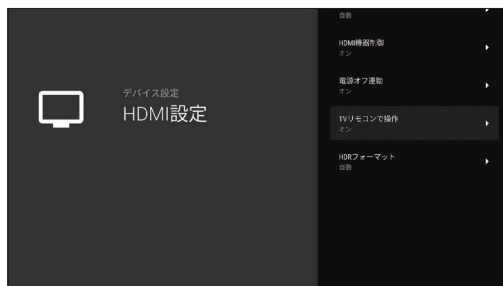 自動
デバイス設定
HDMI設定
HDMI機器制御
オン
電源オフ連動
オン
TVリモコンで操作
オン
HDRフォーマット
自動